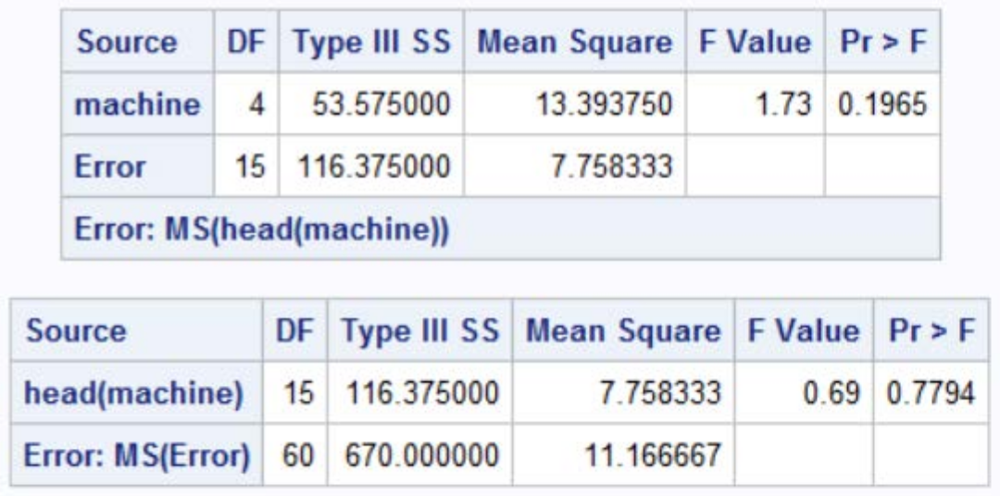 Source DF Type III SS Mean Square F Value Pr > F
machine 4 53.575000 13.393750 1.73 0.1965
Error 15 116.375000 7.758333
Error: MS(head(machine))
Source DF Type III SS Mean Square F Value Pr > F
head(machine) 15 116.375000 7.758333 0.69 0.7794
Error: MS(Error) 60 670.000000 11.166667